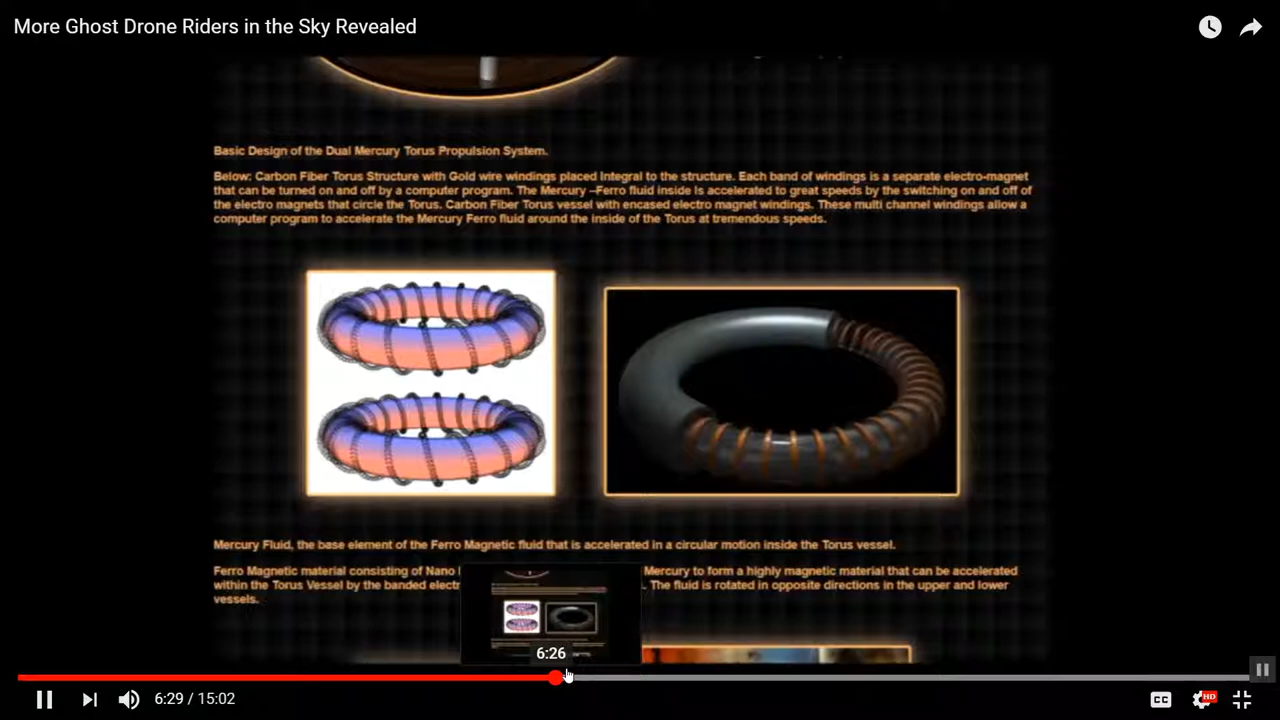 More Ghost Drone Riders in the Sky Revealed
Basic Design of the Dual Mercury Torus Propulsion System.
Below: Carbon Fiber Torus Structure with Gold wire windings placed Integral to the structure. Each band of windings is a separate electro-magnet
that can be turned on and off by a computer program. The Mercury –Ferro fluid inside is accelerated to great speeds by the switching on and off of
the electro magnets that circle the Torus. Carbon Fiber Torus vessel with encased electro magnet windings. These multi channel windings allow a
computer program to accelerate the Mercury Ferro fluid around the inside of the Torus at tremendous speeds.
Mercury Fluid, the base element of the Ferro Magnetic fluid that is accelerated in a circular motion inside the Torus vessel.
Ferro Magnetic material consisting of Nano Mercury to form a highly magnetic material that can be accelerated
within the Torus Vessel by the banded electr . The fluid is rotated in opposite directions in the upper and lower
vessels.
6:26
6:29 / 15:02
CC
HD